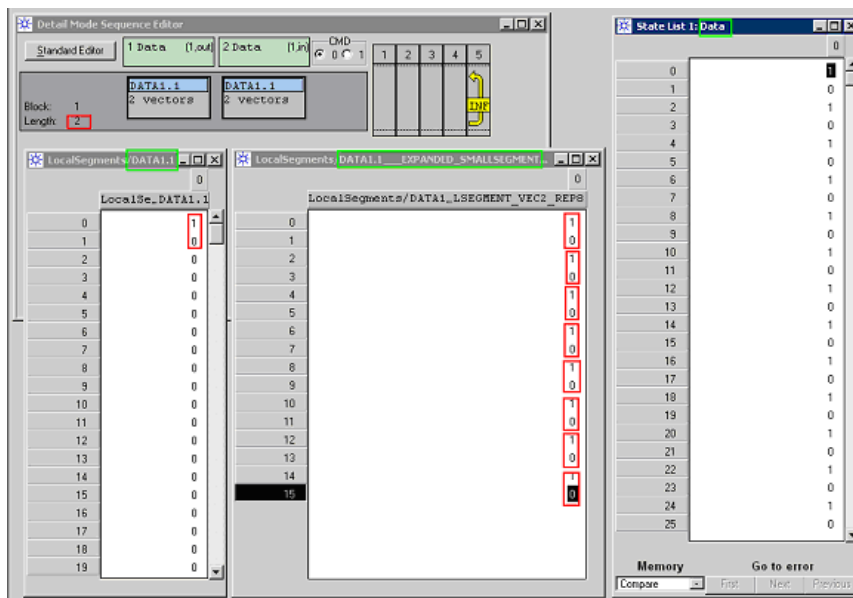 Detail Mode Sequence Editor
Standard Editor
1 Data (1,out)
2 Data (1,in)
CMD
0 1
1 2 3 4 5
DATA1.1
2 vectors
DATA1.1
2 vectors
INF
Block: 1
Length: 2
LocalSegments/DATA1.1
0
LocalSe_DATA1.1
0 1
1 0
2 0
3 0
4 0
5 0
6 0
7 0
8 0
9 0
10 0
11 0
12 0
13 0
14 0
15 0
16 0
17 0
18 0
19 0
LocalSegments/DATA1.1___EXPANDED_SMALLSEGMENT...
0
LocalSegments/DATA1_LSEGMENT_VEC2_REP8
0 1
1 0
2 1
3 0
4 1
5 0
6 1
7 0
8 1
9 0
10 1
11 0
12 1
13 0
14 1
15 0
State List 1: Data
0
0 1
1 0
2 1
3 0
4 1
5 0
6 1
7 0
8 1
9 0
10 1
11 0
12 1
13 0
14 1
15 0
16 1
17 0
18 1
19 0
20 1
21 0
22 1
23 0
24 1
25 0
Memory
Go to error
Compare
First
Next
Previous